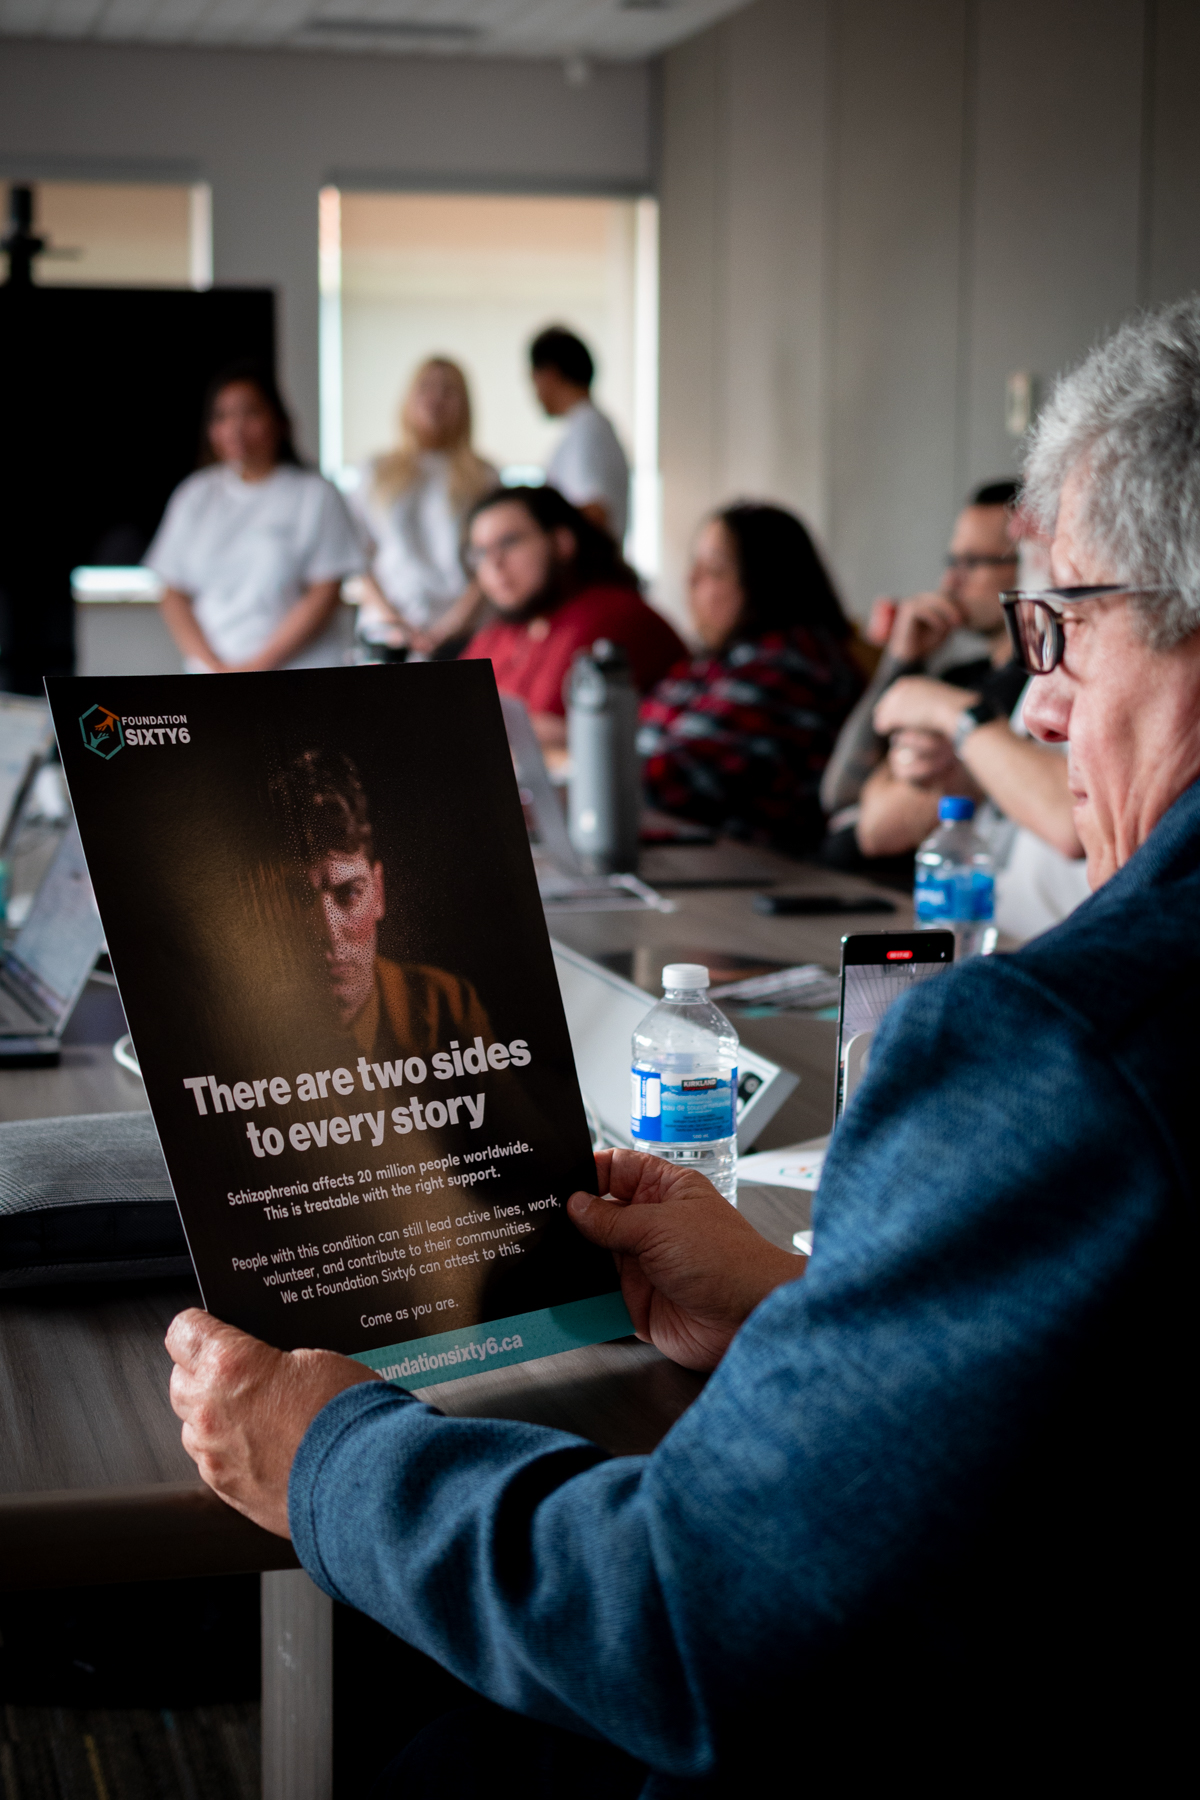 FOUNDATION
SIXTY6
There are two sides
to every story
Schizophrenia affects 20 million people worldwide.
This is treatable with the right support.
People with this condition can still lead active lives, work,
volunteer, and contribute to their communities.
We at Foundation Sixty6 can attest to this.
Come as you are.
oundationsixty6.ca
KIRKLAND